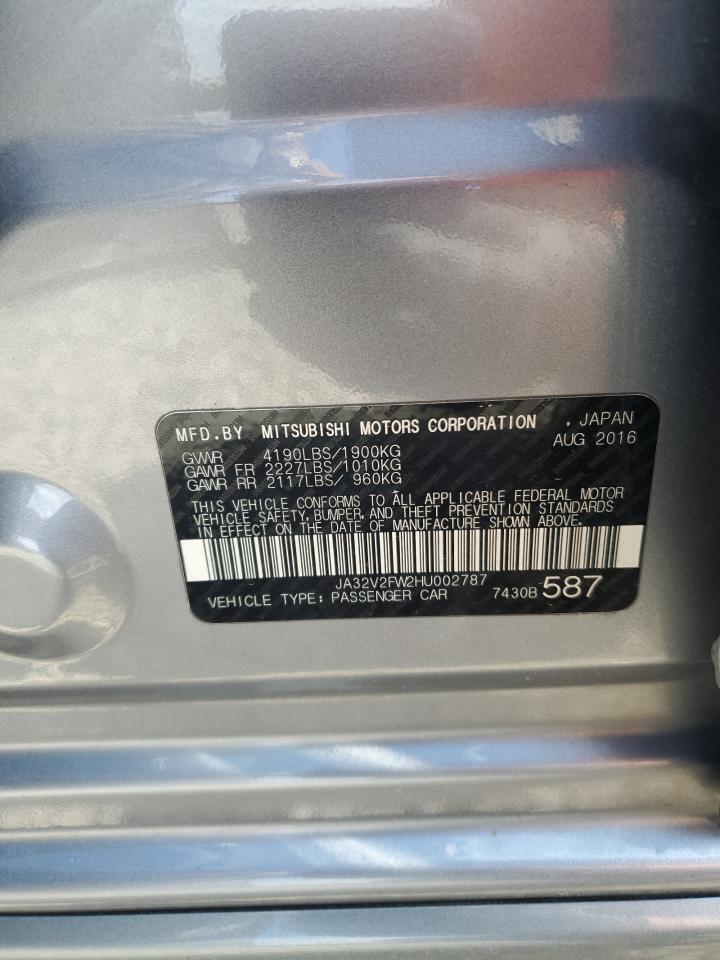 MFD.BY MITSUBISHI MOTORS CORPORATION , JAPAN
AUG 2016
GVWR 4190LBS/1900KG
GAWR FR 2227LBS/1010KG
GAWR RR 2117LBS/ 960KG
THIS VEHICLE CONFORMS TO ALL APPLICABLE FEDERAL MOTOR
VEHICLE SAFETY, BUMPER, AND THEFT PREVENTION STANDARDS
IN EFFECT ON THE DATE OF MANUFACTURE SHOWN ABOVE.
JA32V2FW2HU002787
VEHICLE TYPE: PASSENGER CAR 7430B 587